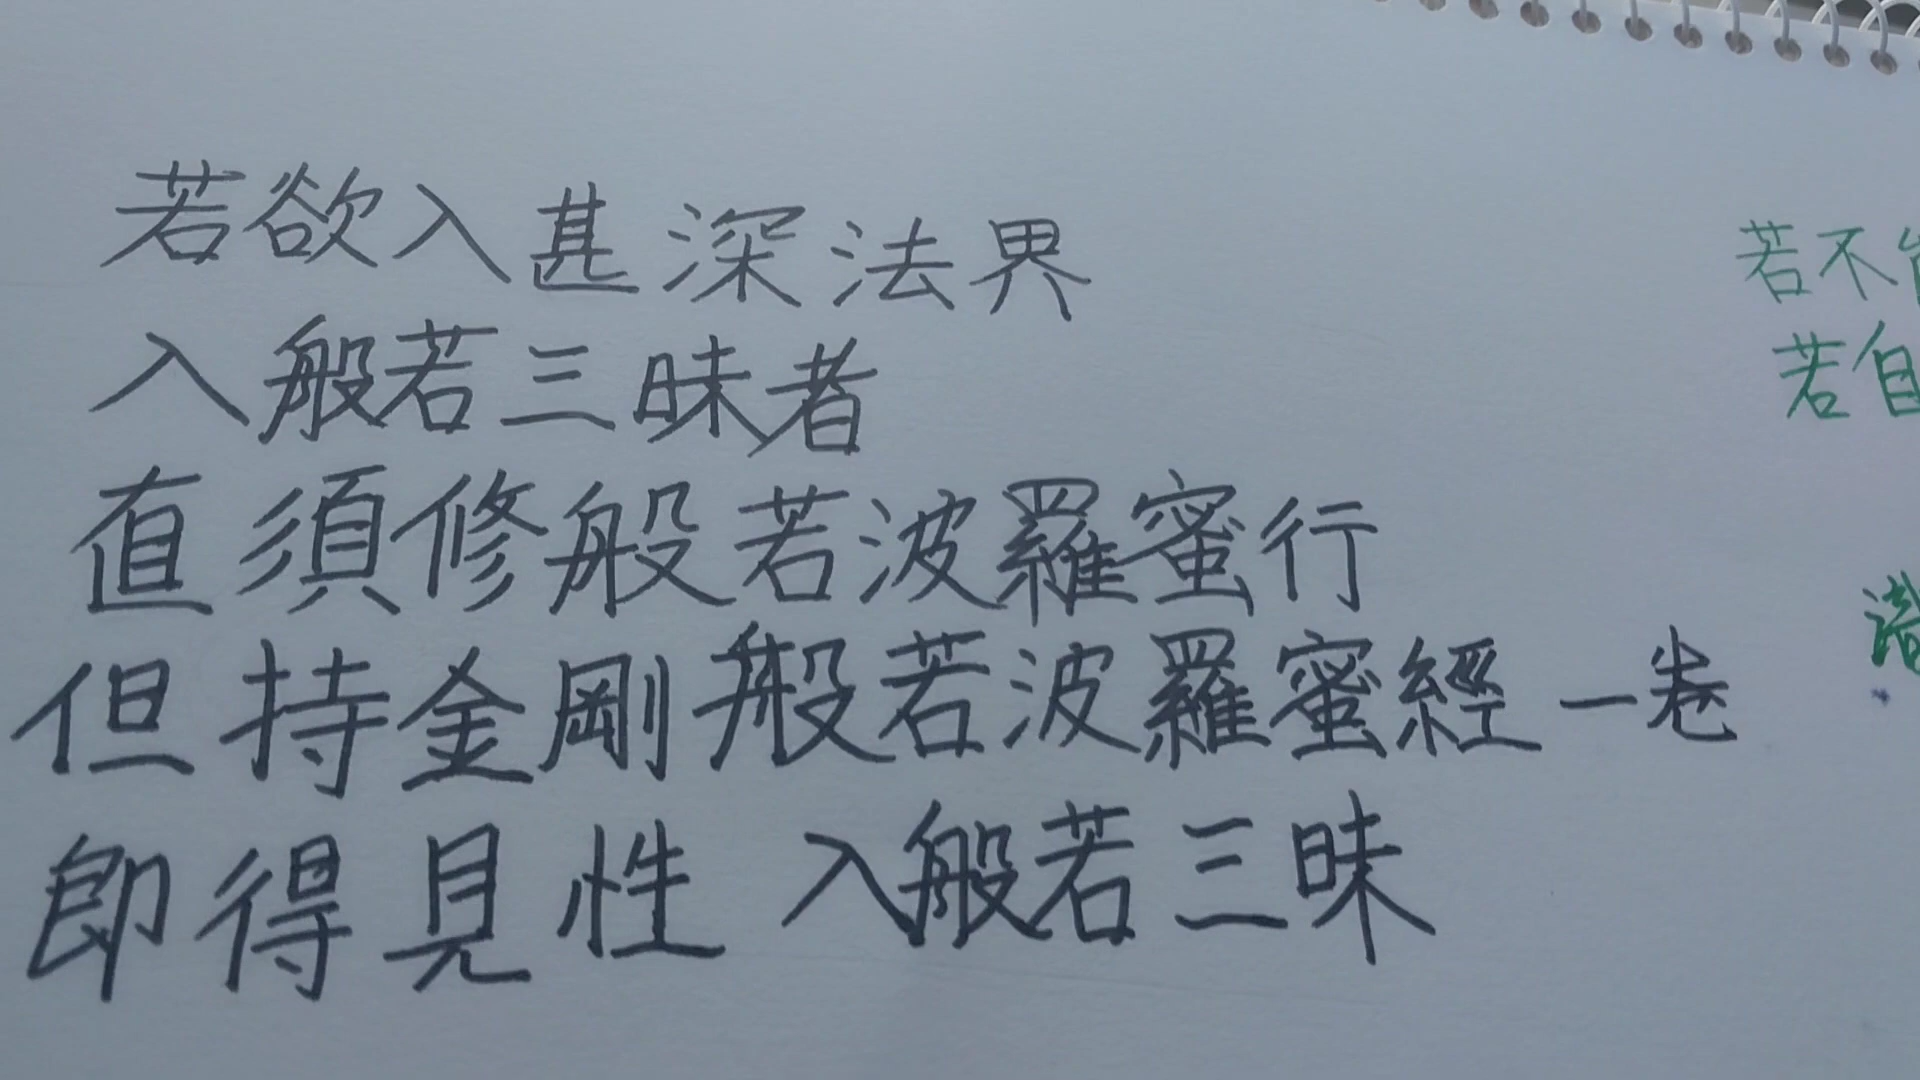 若欲入甚深法界
入般若三昧者
直須修般若波羅蜜行
但持金剛般若波羅蜜經一卷
即得見性 入般若三昧
若不
若自